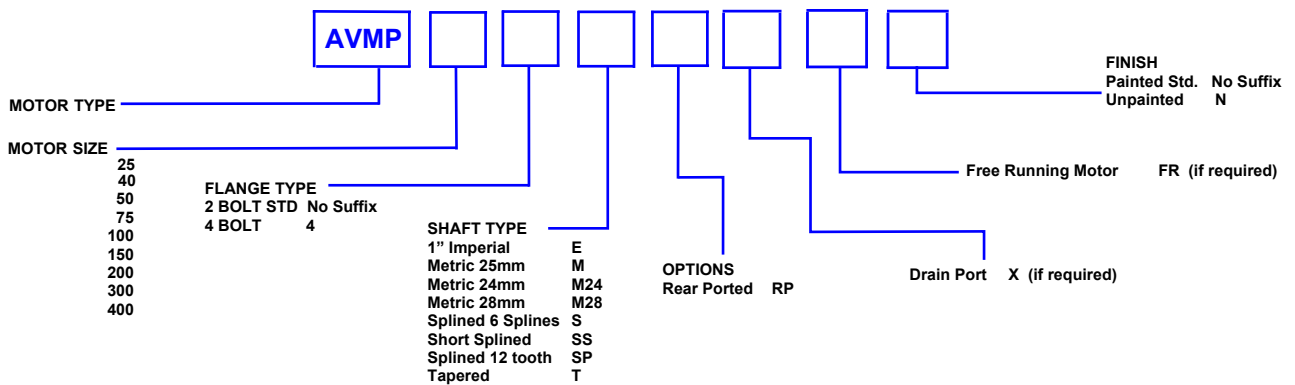 AVMP
FINISH
Painted Std. No Suffix
Unpainted N
MOTOR TYPE
MOTOR SIZE
25
40
50
75
100
150
200
300
400
FLANGE TYPE
2 BOLT STD No Suffix
4 BOLT 4
SHAFT TYPE
1” Imperial E
Metric 25mm M
Metric 24mm M24
Metric 28mm M28
Splined 6 Splines S
Short Splined SS
Splined 12 tooth SP
Tapered T
OPTIONS
Rear Ported RP
Drain Port X (if required)
Free Running Motor FR (if required)